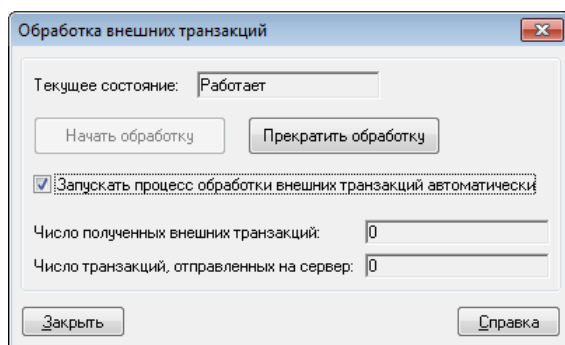 Обработка внешних транзакций
Текущее состояние: Работает
Начать обработку Прекратить обработку
Запускать процесс обработки внешних транзакций автоматически
Число полученных внешних транзакций: 0
Число транзакций, отправленных на сервер: 0
Закрыть Справка